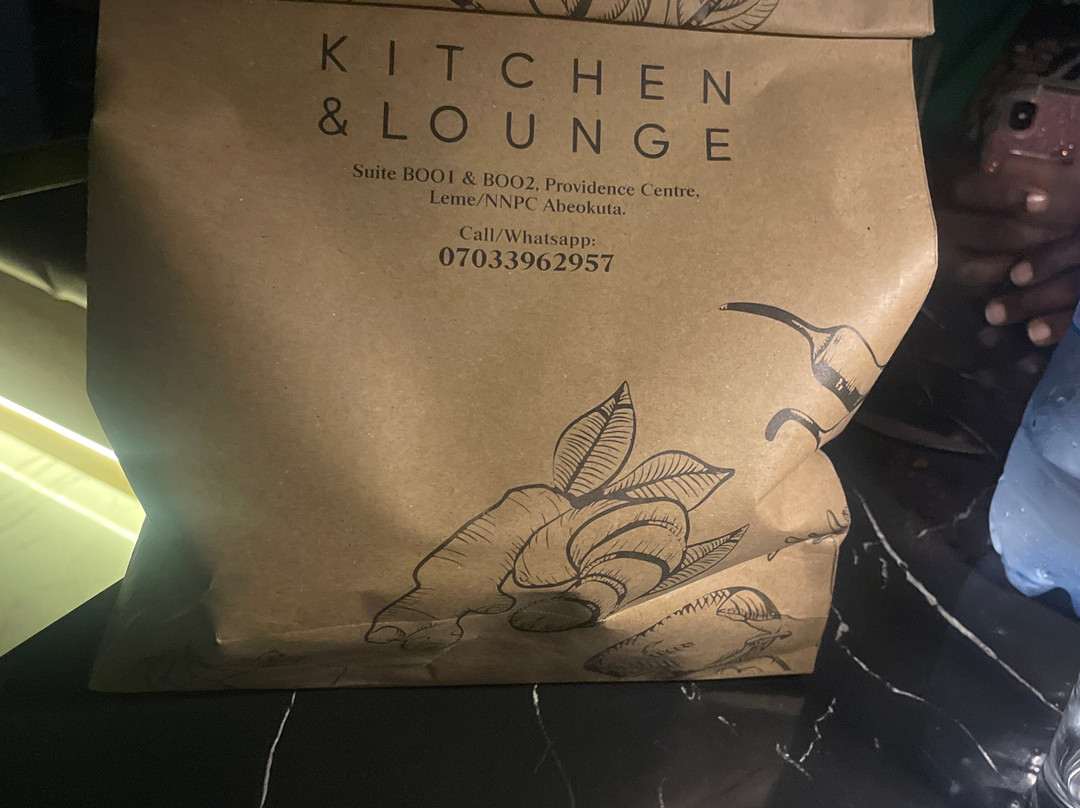 KITCHEN
& LOUNGE
Suite BOO1 & BOO2, Providence Centre,
Leme/NNPC Abeokuta.
Call/Whatsapp:
07033962957